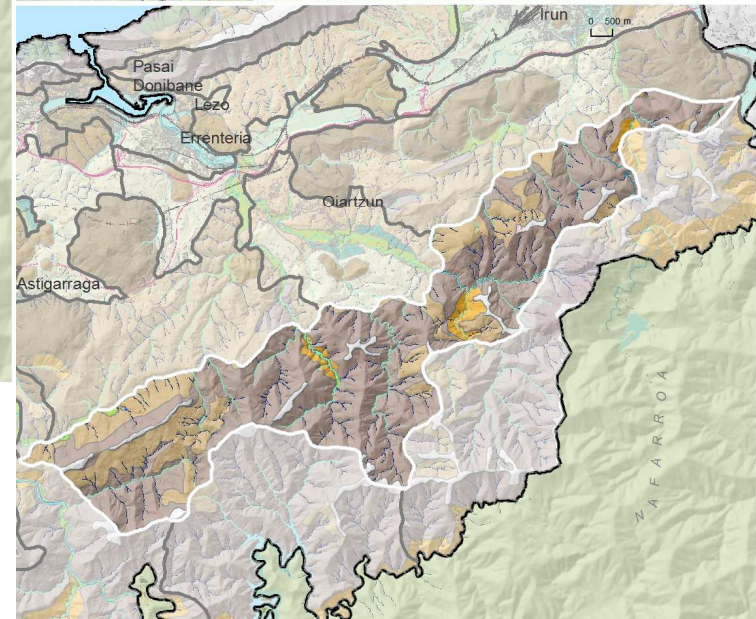 Irun
0 500 m
Pasai
Donibane
Lezo
Errenteria
Oiartzun
Astigarraga
NAFARROA